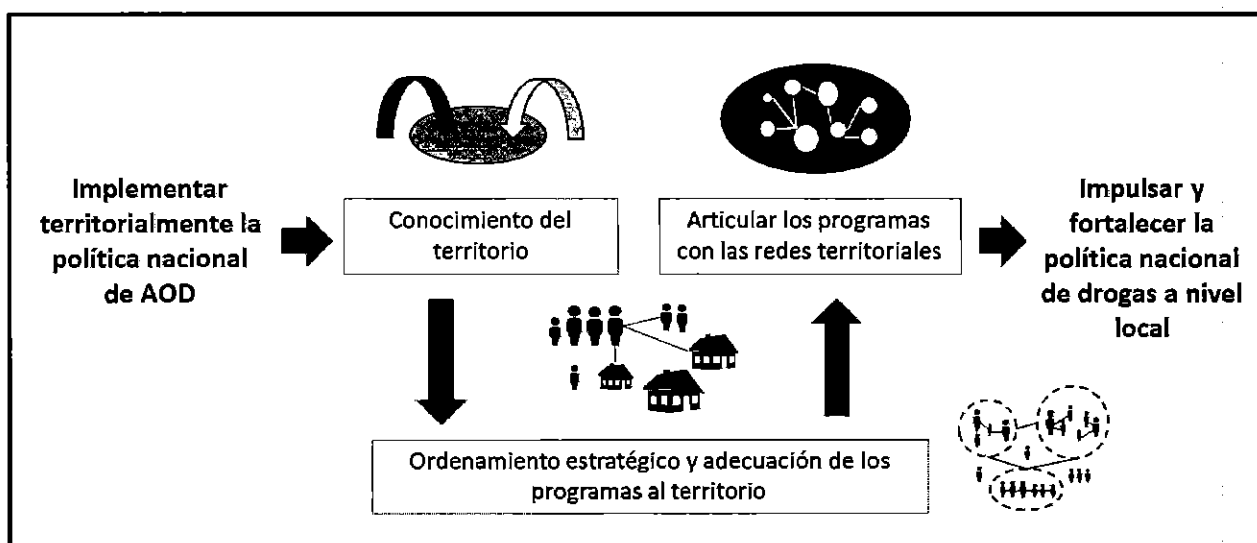 Implementar
territorialmente la
política nacional
de AOD
Conocimiento del
territorio
Articular los programas
con las redes territoriales
Impulsar y
fortalecer la
política nacional
de drogas a nivel
local
Ordenamiento estratégico y adecuación de los
programas al territorio